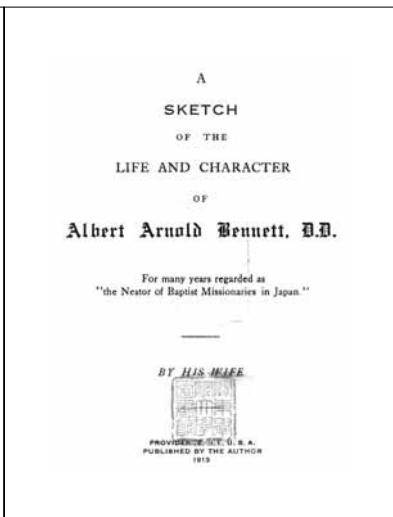 A
SKETCH
OF THE
LIFE AND CHARACTER
OF
Albert Arnold Bennett, D.D.
For many years regarded as
"the Nestor of Baptist Missionaries in Japan."
BY HIS WIFE
U. S. A.
PUBLISHED BY THE AUTHOR
1913